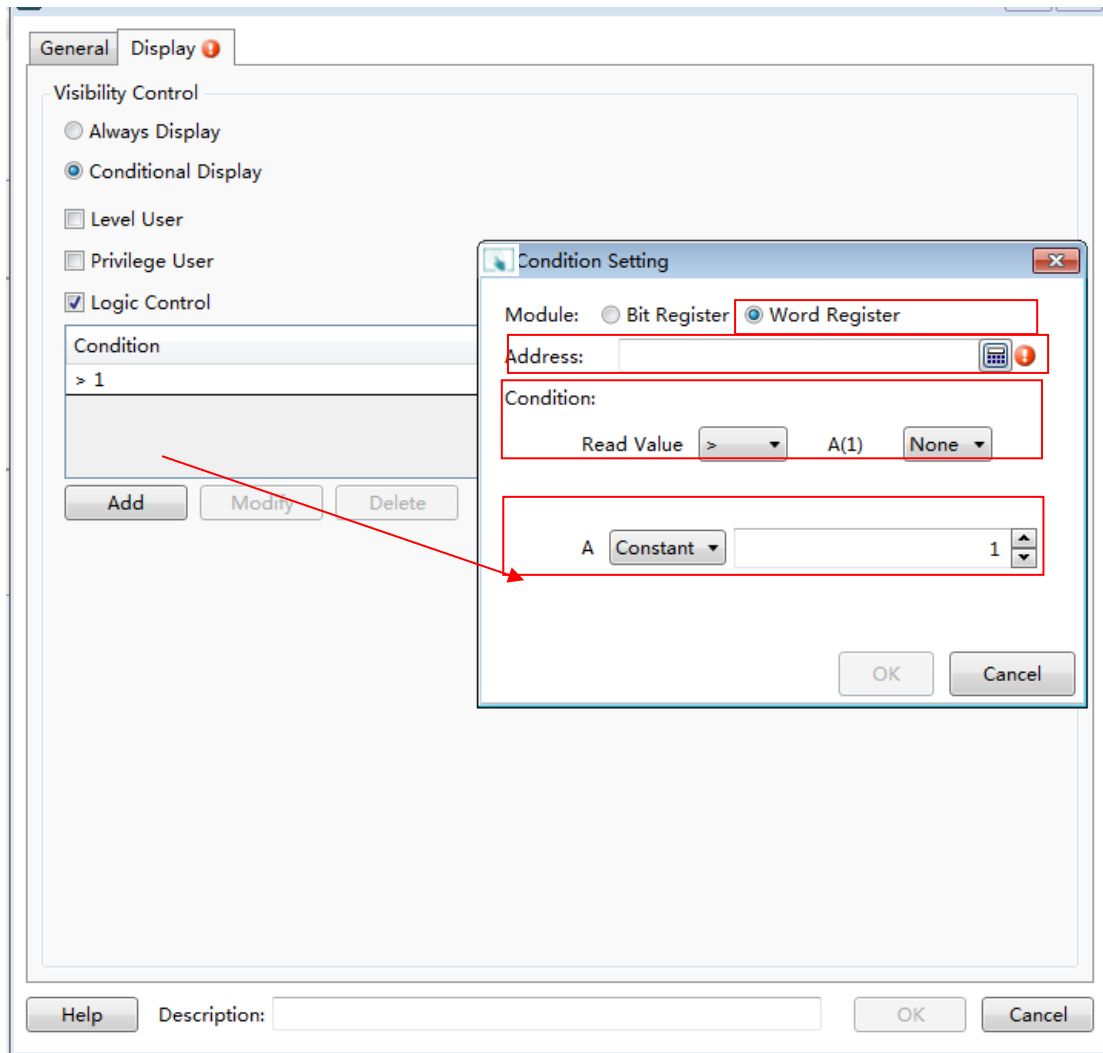 General Display
Visibility Control
Always Display
Conditional Display
Level User
Privilege User
Logic Control
Condition
> 1
Add Modify Delete
Condition Setting
Module: Bit Register Word Register
Address:
Condition:
Read Value > A(1) None
A Constant 1
OK Cancel
Help Description: OK Cancel